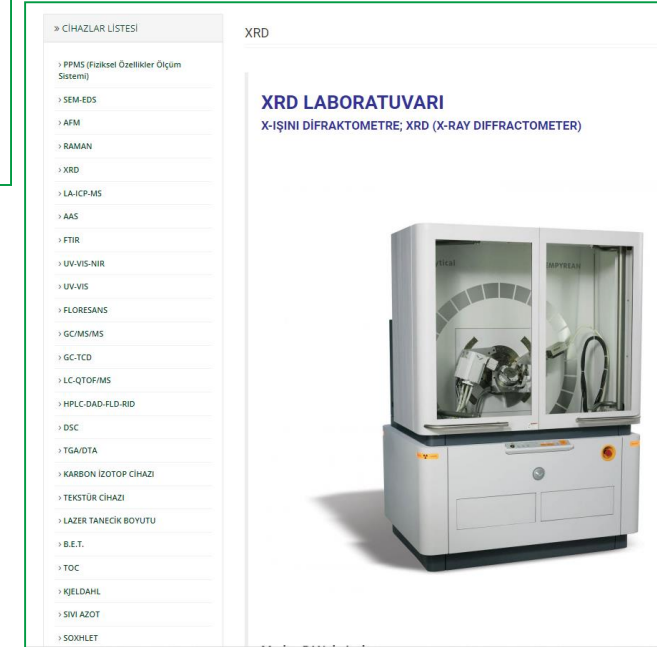 » CİHAZLAR LİSTESİ
› PPMS (Fiziksel Özellikler Ölçüm
Sistemi)
› SEM-EDS
› AFM
› RAMAN
› XRD
› LA-ICP-MS
› AAS
› FTIR
› UV-VIS-NIR
› UV-VIS
› FLORESANS
› GC/MS/MS
› GC-TCD
› LC-QTOF/MS
› HPLC-DAD-FLD-RID
› DSC
› TGA/DTA
› KARBON İZOTOP CİHAZI
› TEKSTÜR CİHAZI
› LAZER TANECİK BOYUTU
› B.E.T.
› TOC
› KJELDAHL
› SIVI AZOT
› SOXHLET
XRD
XRD LABORATUVARI
X-IŞINI DİFRAKTOMETRE; XRD (X-RAY DIFFRACTOMETER)
ytical
EMPYREAN